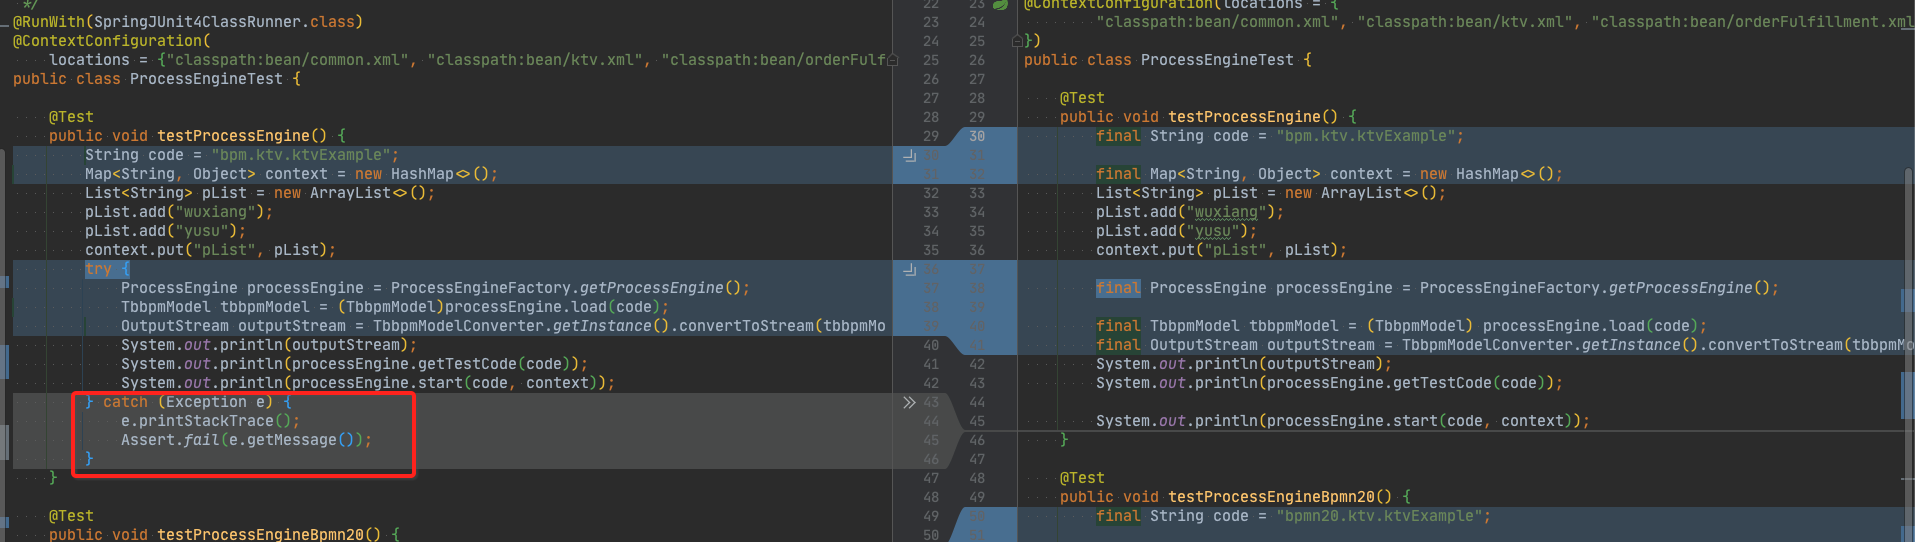 */
@RunWith(SpringJUnit4ClassRunner.class)
@ContextConfiguration(
locations = {"classpath:bean/common.xml", "classpath:bean/ktv.xml", "classpath:bean/orderFulf
public class ProcessEngineTest {
@Test
public void testProcessEngine() {
String code = "bpm.ktv.ktvExample";
Map<String, Object> context = new HashMap<>();
List<String> pList = new ArrayList<>();
pList.add("wuxiang");
pList.add("yusu");
context.put("pList", pList);
try {
ProcessEngine processEngine = ProcessEngineFactory.getProcessEngine();
TbbpmModel tbbpmModel = (TbbpmModel)processEngine.load(code);
OutputStream outputStream = TbbpmModelConverter.getInstance().convertToStream(tbbpmMo
System.out.println(outputStream);
System.out.println(processEngine.getTestCode(code));
System.out.println(processEngine.start(code, context));
} catch (Exception e) {
e.printStackTrace();
Assert.fail(e.getMessage());
}
}
@Test
public void testProcessEngineBpmn20() {
22 23
23 24
24 25
25 26
26 27
27 28
28 29
29 30
30 31
31 32
32 33
33 34
34 35
35 36
36 37
37 38
38 39
39 40
40 41
41 42
42 43
43 44
44 45
45 46
46 47
47 48
48 49
49 50
50 51
@ContextConfiguration(locations = {
"classpath:bean/common.xml", "classpath:bean/ktv.xml", "classpath:bean/orderFulfillment.xml
})
public class ProcessEngineTest {
@Test
public void testProcessEngine() {
final String code = "bpm.ktv.ktvExample";
final Map<String, Object> context = new HashMap<>();
List<String> pList = new ArrayList<>();
pList.add("wuxiang");
pList.add("yusu");
context.put("pList", pList);
final ProcessEngine processEngine = ProcessEngineFactory.getProcessEngine();
final TbbpmModel tbbpmModel = (TbbpmModel) processEngine.load(code);
final OutputStream outputStream = TbbpmModelConverter.getInstance().convertToStream(tbbpmM
System.out.println(outputStream);
System.out.println(processEngine.getTestCode(code));
System.out.println(processEngine.start(code, context));
}
@Test
public void testProcessEngineBpmn20() {
final String code = "bpmn20.ktv.ktvExample";